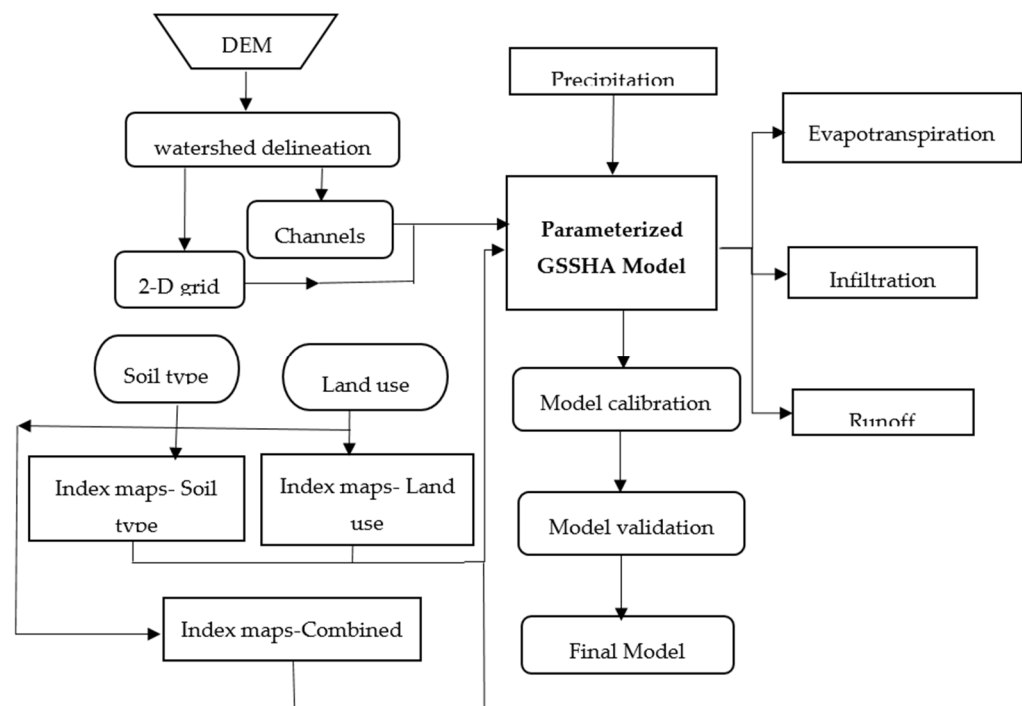 DEM
Precipitation
watershed delineation
Evapotranspiration
Channels
Parameterized
GSSHA Model
2-D grid
Infiltration
Soil type
Land use
Model calibration
Runoff
Index maps- Soil
type
Index maps- Land
use
Model validation
Index maps-Combined
Final Model